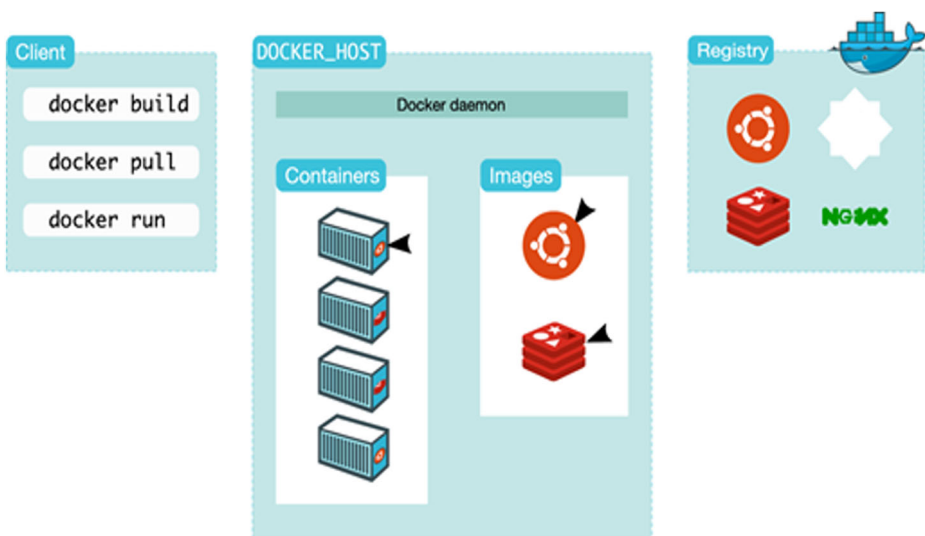 Client
docker build
docker pull
docker run
DOCKER_HOST
Docker daemon
Containers
Images
Registry
NGINX